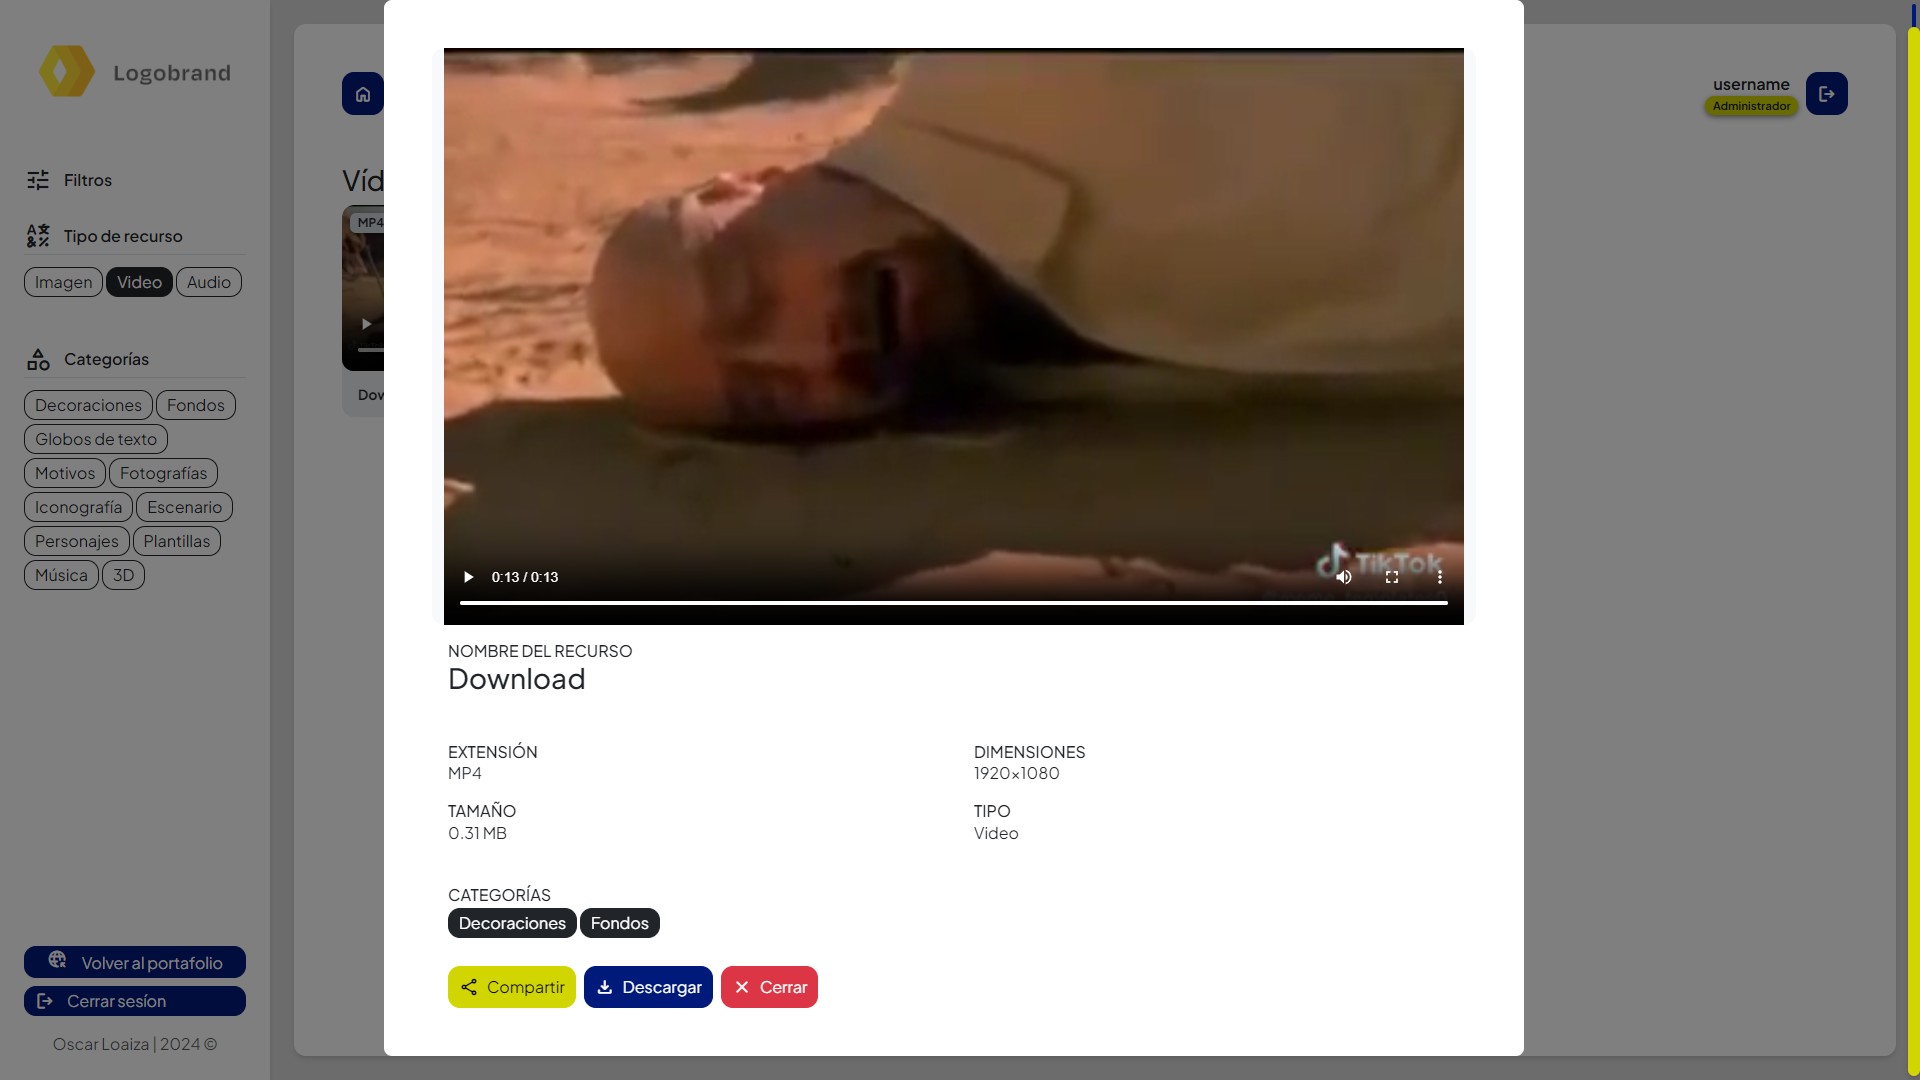 Logobrand
Filtros
Tipo de recurso
Imagen
Video
Audio
Categorías
Decoraciones
Fondos
Globos de texto
Motivos
Fotografías
Iconografía
Escenario
Personajes
Plantillas
Música
3D
Volver al portafolio
Cerrar sesíon
Oscar Loaiza | 2024 ©
Víd
MP4
Dow
username
Administrador
TikTok
0:13 / 0:13
NOMBRE DEL RECURSO
Download
EXTENSIÓN
MP4
DIMENSIONES
1920×1080
TAMAÑO
0.31 MB
TIPO
Video
CATEGORÍAS
Decoraciones
Fondos
Compartir
Descargar
Cerrar